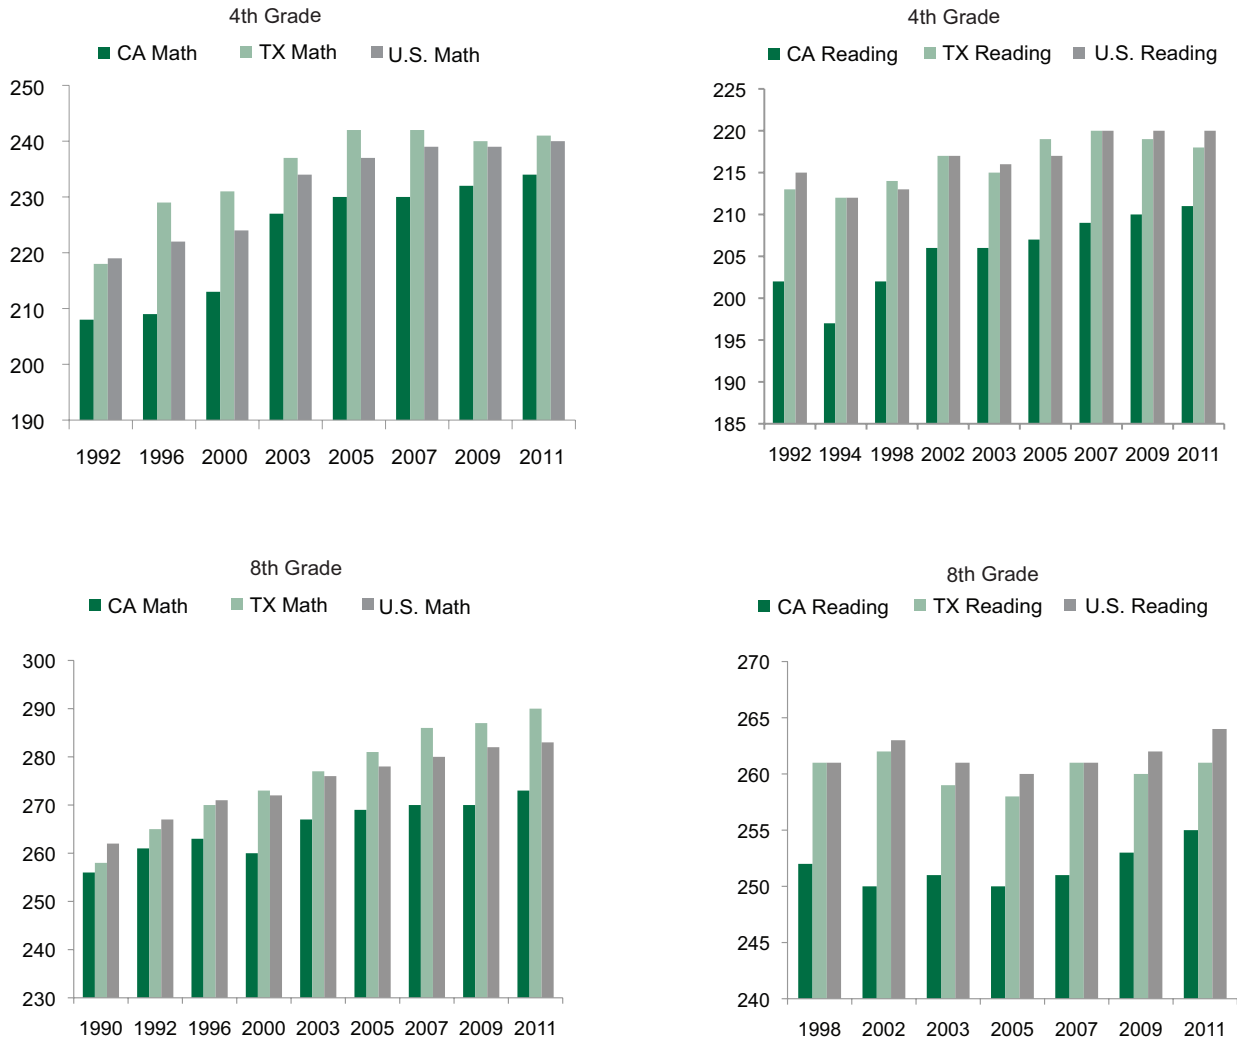 4th Grade
CA Math TX Math U.S. Math
250
240
230
220
210
200
190
1992 1996 2000 2003 2005 2007 2009 2011
4th Grade
CA Reading TX Reading U.S. Reading
225
220
215
210
205
200
195
190
185
1992 1994 1998 2002 2003 2005 2007 2009 2011
8th Grade
CA Math TX Math U.S. Math
300
290
280
270
260
250
240
230
1990 1992 1996 2000 2003 2005 2007 2009 2011
8th Grade
CA Reading TX Reading U.S. Reading
270
265
260
255
250
245
240
1998 2002 2003 2005 2007 2009 2011